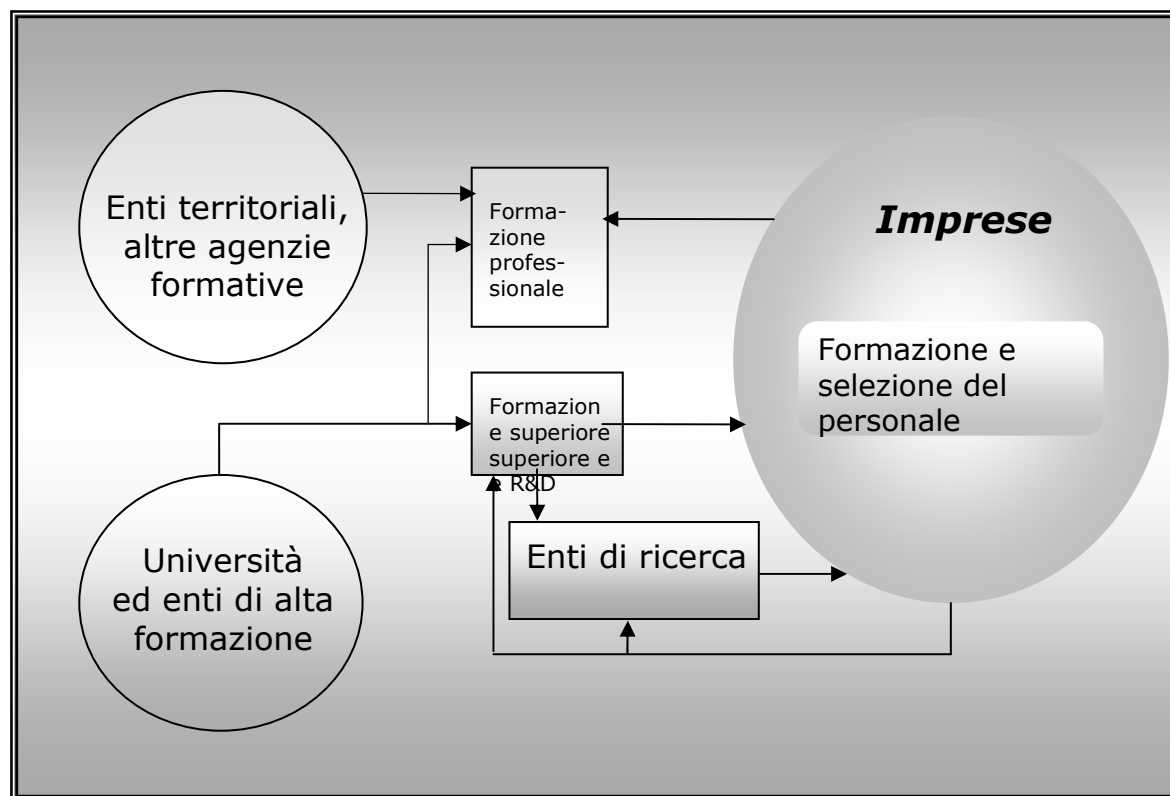 Enti territoriali,
altre agenzie
formative
Forma-
zione
profes-
sionale
Imprese
Formazione e
selezione del
personale
Formazion
e superiore
superiore e
e R&D
Enti di ricerca
Università
ed enti di alta
formazione